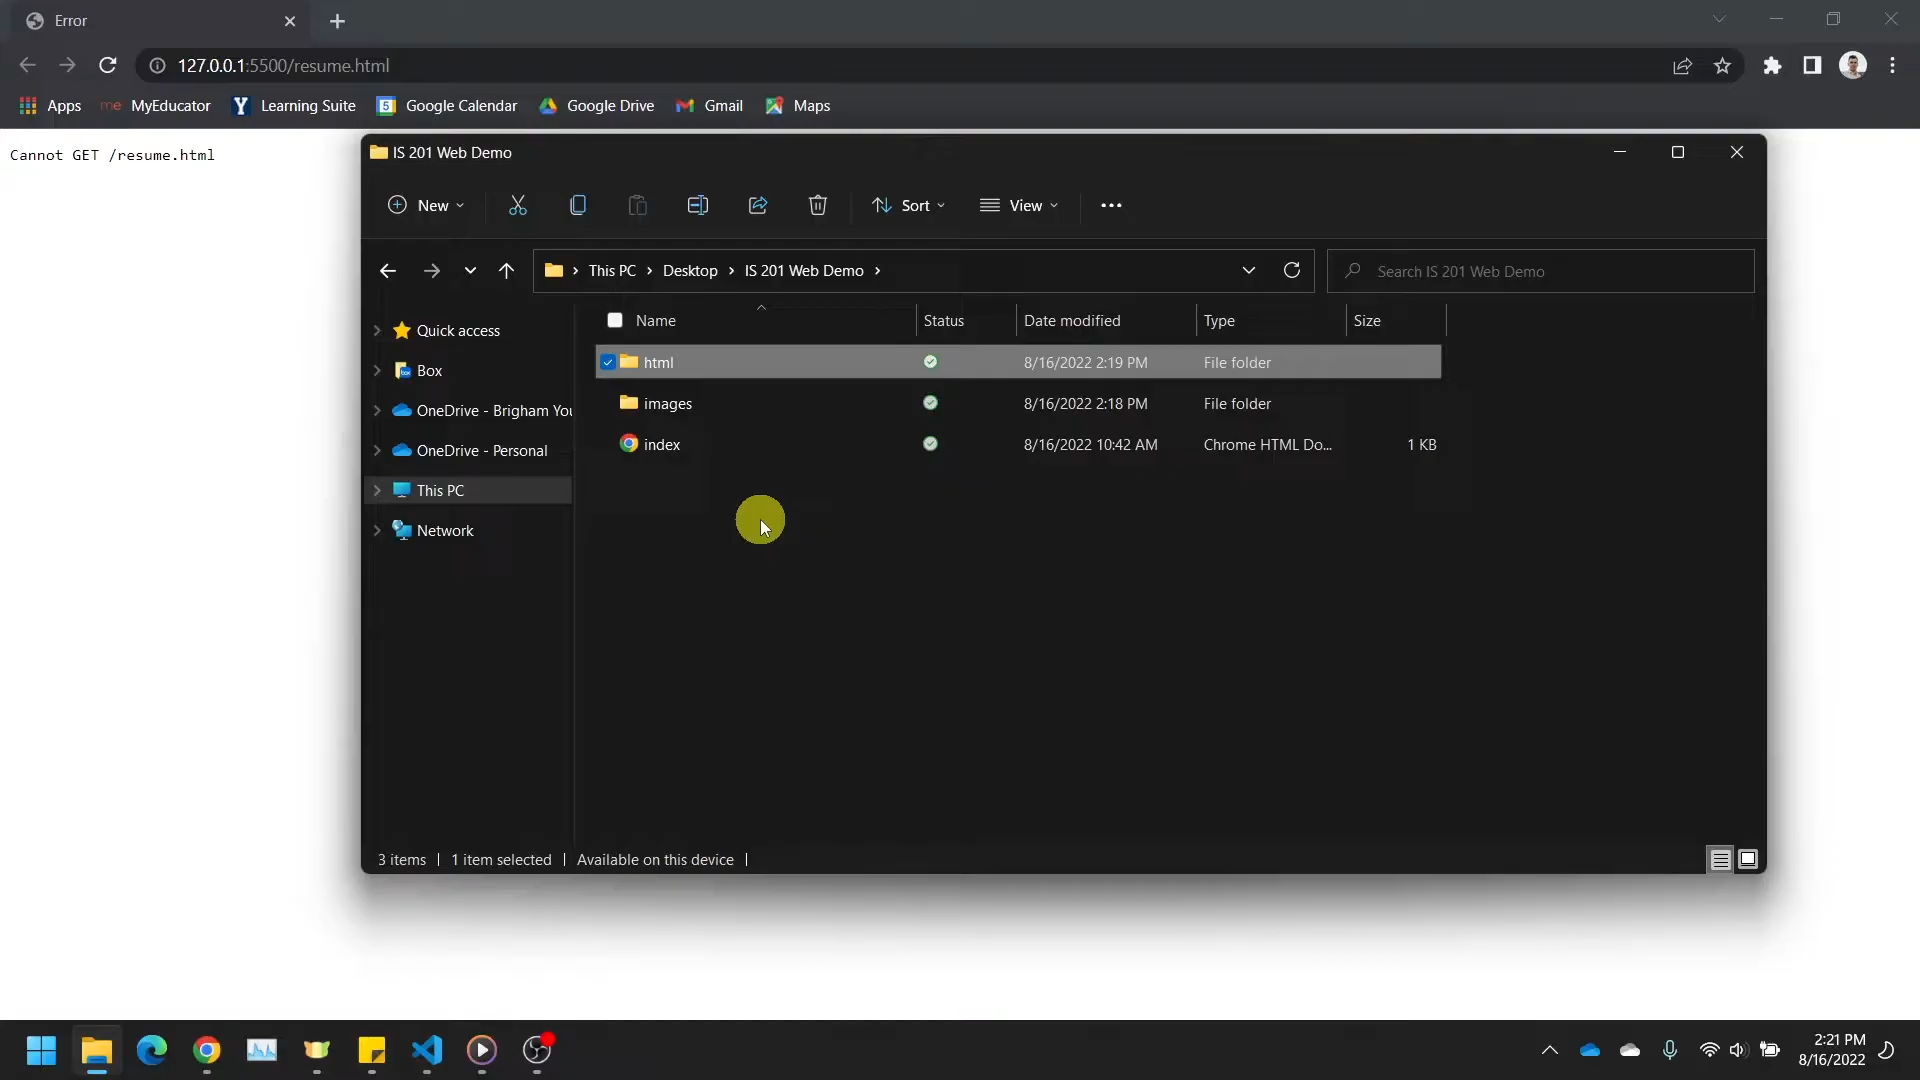 Error
127.0.0.1:5500/resume.html
Apps me MyEducator Y Learning Suite 5 Google Calendar Google Drive Gmail Maps
Cannot GET /resume.html
IS 201 Web Demo
New Sort View
This PC Desktop IS 201 Web Demo Search IS 201 Web Demo
Name Status Date modified Type Size
Quick access
Box
OneDrive - Brigham You
OneDrive - Personal
This PC
Network
html 8/16/2022 2:19 PM File folder
images 8/16/2022 2:18 PM File folder
index 8/16/2022 10:42 AM Chrome HTML Do... 1 KB
3 items 1 item selected Available on this device
2:21 PM
8/16/2022